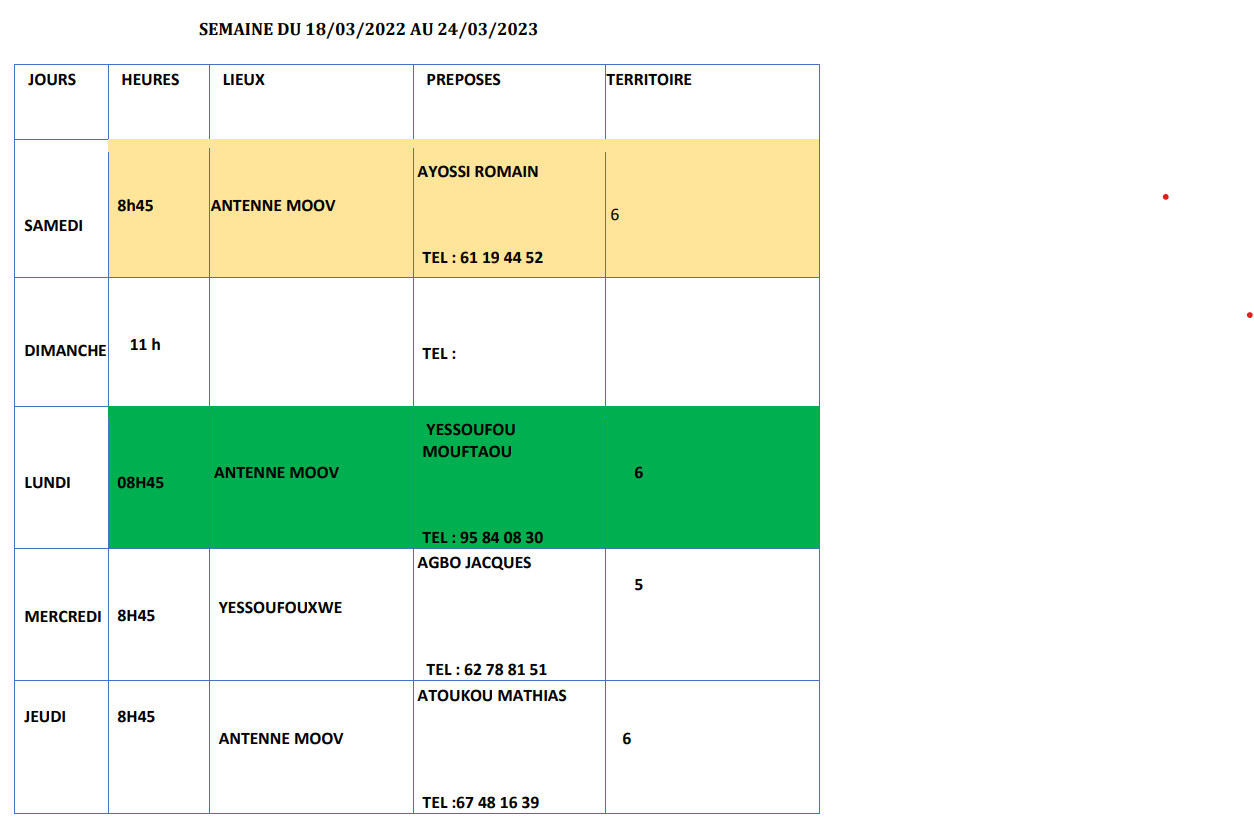 SEMAINE DU 18/03/2022 AU 24/03/2023
JOURS HEURES LIEUX PREPOSES TERRITOIRE
SAMEDI
8h45
ANTENNE MOOV
AYOSSI ROMAIN
TEL : 61 19 44 52
6
DIMANCHE
11 h
TEL :
LUNDI
08H45
ANTENNE MOOV
YESSOUFOU
MOUFTAOU
TEL : 95 84 08 30
6
MERCREDI
8H45
YESSOUFOUXWE
AGBO JACQUES
TEL : 62 78 81 51
5
JEUDI
8H45
ANTENNE MOOV
ATOUKOU MATHIAS
TEL :67 48 16 39
6